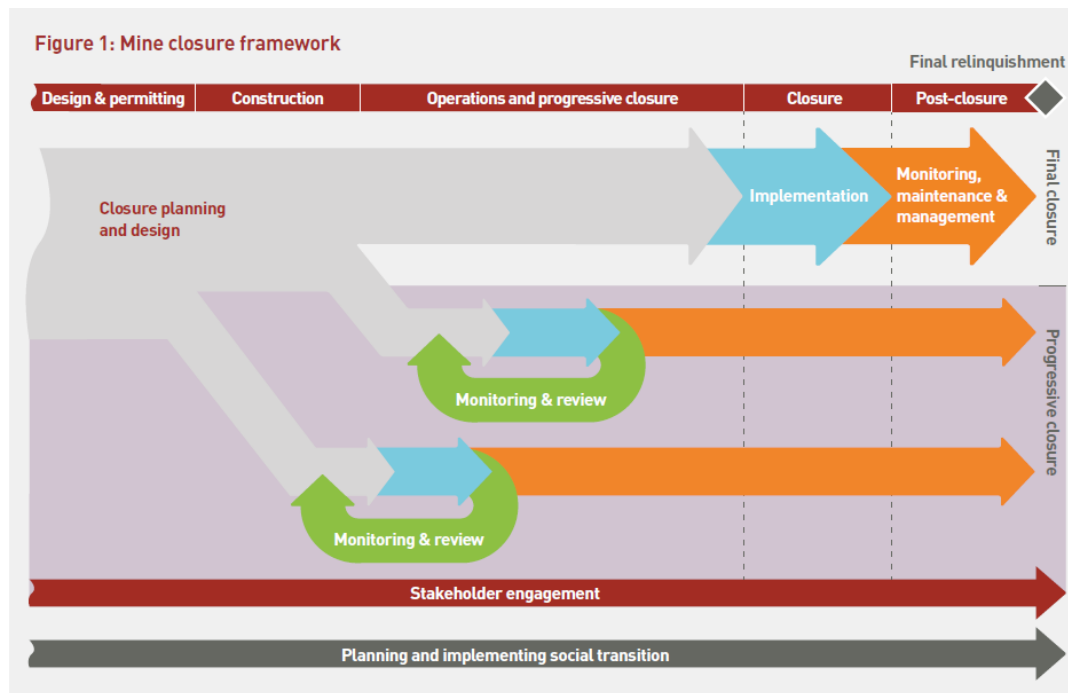 Figure 1: Mine closure framework
Final relinquishment
Design & permitting
Construction
Operations and progressive closure
Closure
Post-closure
Closure planning
and design
Implementation
Monitoring,
maintenance &
management
Final closure
Monitoring & review
Progressive closure
Monitoring & review
Stakeholder engagement
Planning and implementing social transition